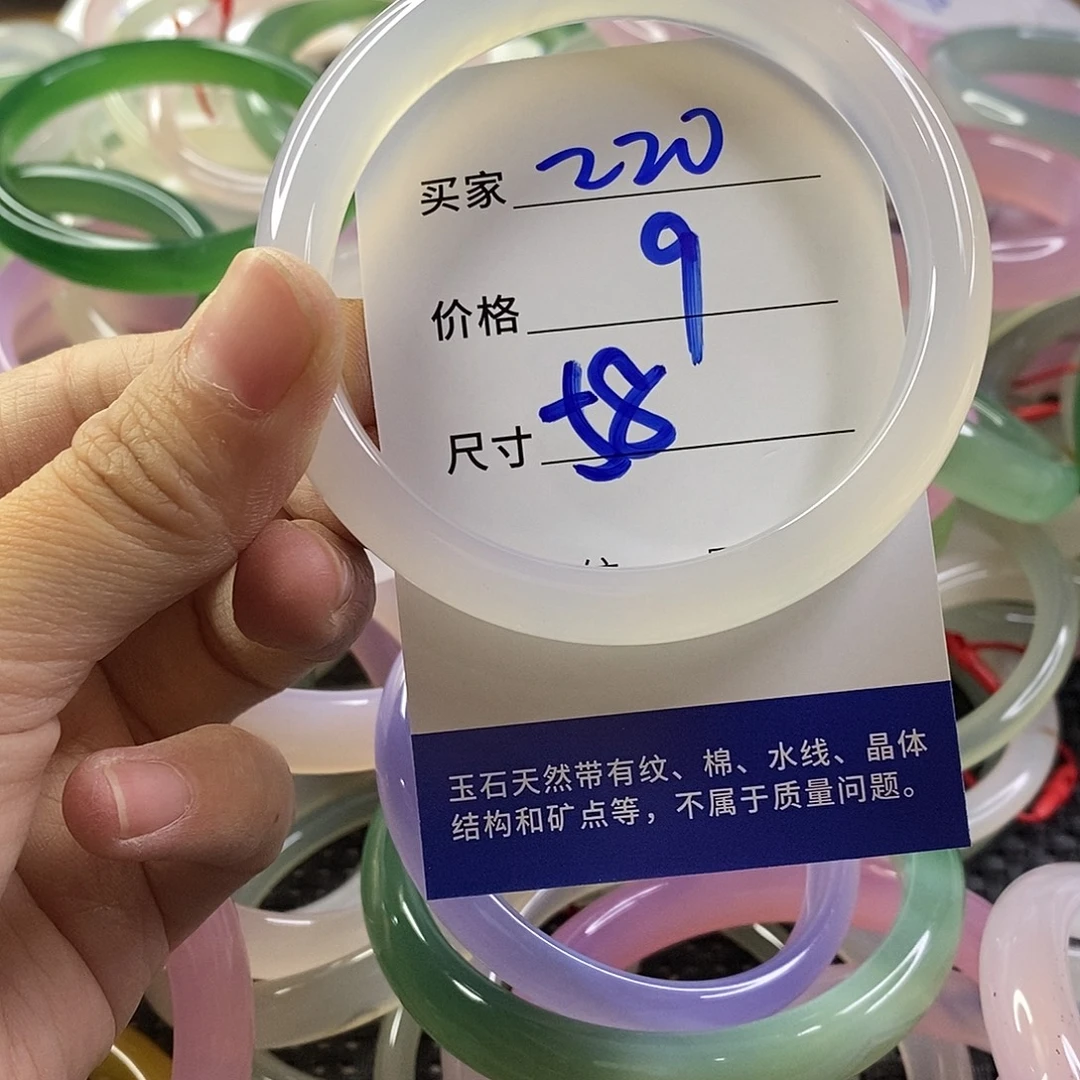 买家 220
价格 9
尺寸 58
玉石天然带有纹、棉、水线、晶体
结构和矿点等，不属于质量问题。